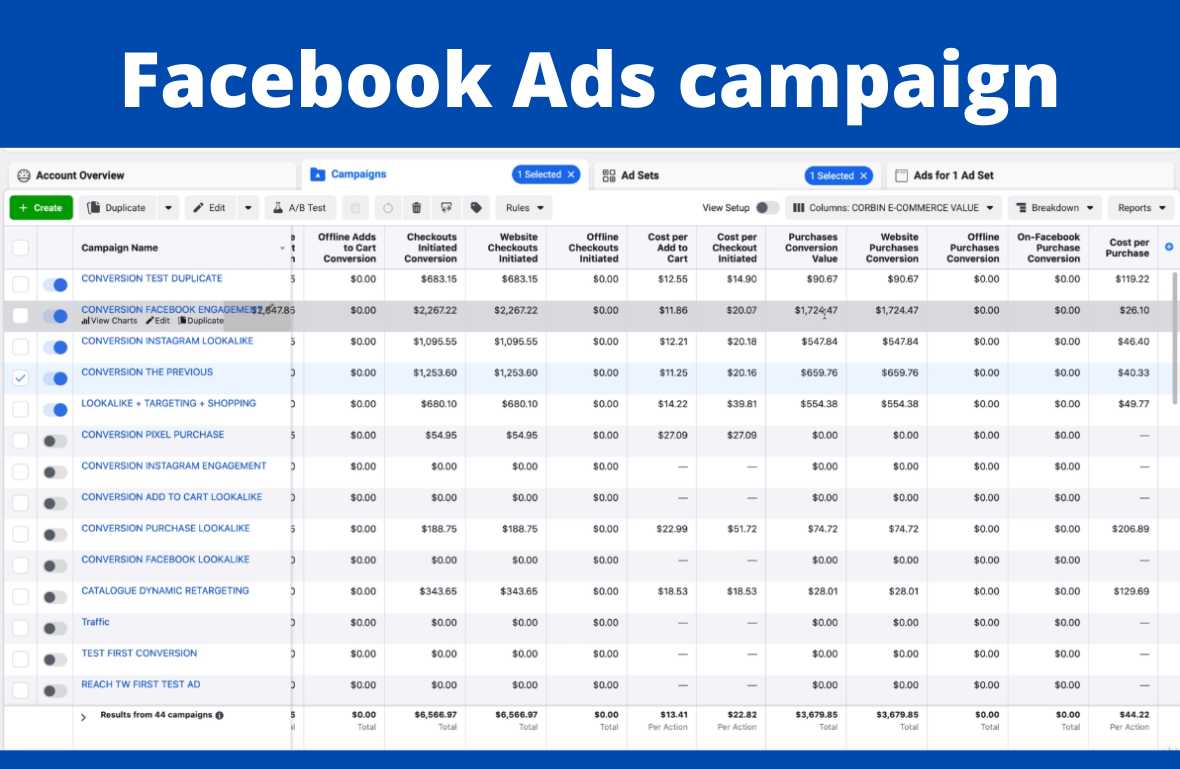 Facebook Ads campaign
Account Overview
Campaigns
1 Selected ✕
Ad Sets
1 Selected ✕
Ads for 1 Ad Set
+ Create
Duplicate
Edit
A/B Test
Rules
View Setup
Columns: CORBIN E-COMMERCE VALUE
Breakdown
Reports
Campaign Name
Offline Adds to Cart Conversion
Checkouts Initiated Conversion
Website Checkouts Initiated
Offline Checkouts Initiated
Cost per Add to Cart
Cost per Checkout Initiated
Purchases Conversion Value
Website Purchases Conversion
Offline Purchases Conversion
On-Facebook Purchase Conversion
Cost per Purchase
CONVERSION TEST DUPLICATE $0.00 $683.15 $683.15 $0.00 $12.55 $14.90 $90.67 $90.67 $0.00 $0.00 $119.22
CONVERSION FACEBOOK ENGAGEMENT $2,647.85 $0.00 $2,267.22 $2,267.22 $0.00 $11.86 $20.07 $1,724.47 $1,724.47 $0.00 $0.00 $26.10
View Charts Edit Duplicate
CONVERSION INSTAGRAM LOOKALIKE $0.00 $1,095.55 $1,095.55 $0.00 $12.21 $20.18 $547.84 $547.84 $0.00 $0.00 $46.40
CONVERSION THE PREVIOUS $0.00 $1,253.60 $1,253.60 $0.00 $11.25 $20.16 $659.76 $659.76 $0.00 $0.00 $40.33
LOOKALIKE + TARGETING + SHOPPING $0.00 $680.10 $680.10 $0.00 $14.22 $39.81 $554.38 $554.38 $0.00 $0.00 $49.77
CONVERSION PIXEL PURCHASE $0.00 $54.95 $54.95 $0.00 $27.09 $27.09 $0.00 $0.00 $0.00 $0.00 —
CONVERSION INSTAGRAM ENGAGEMENT $0.00 $0.00 $0.00 $0.00 — — $0.00 $0.00 $0.00 $0.00 —
CONVERSION ADD TO CART LOOKALIKE $0.00 $0.00 $0.00 $0.00 — — $0.00 $0.00 $0.00 $0.00 —
CONVERSION PURCHASE LOOKALIKE $0.00 $188.75 $188.75 $0.00 $22.99 $51.72 $74.72 $74.72 $0.00 $0.00 $206.89
CONVERSION FACEBOOK LOOKALIKE $0.00 $0.00 $0.00 $0.00 — — $0.00 $0.00 $0.00 $0.00 —
CATALOGUE DYNAMIC RETARGETING $0.00 $343.65 $343.65 $0.00 $18.53 $18.53 $28.01 $28.01 $0.00 $0.00 $129.69
Traffic $0.00 $0.00 $0.00 $0.00 — — $0.00 $0.00 $0.00 $0.00 —
TEST FIRST CONVERSION $0.00 $0.00 $0.00 $0.00 — — $0.00 $0.00 $0.00 $0.00 —
REACH TW FIRST TEST AD $0.00 $0.00 $0.00 $0.00 — — $0.00 $0.00 $0.00 $0.00 —
Results from 44 campaigns $0.00 $6,566.97 $6,566.97 $0.00 $13.41 $22.82 $3,679.85 $3,679.85 $0.00 $0.00 $44.22
Total Total Total Total Per Action Per Action Total Total Total Total Per Action